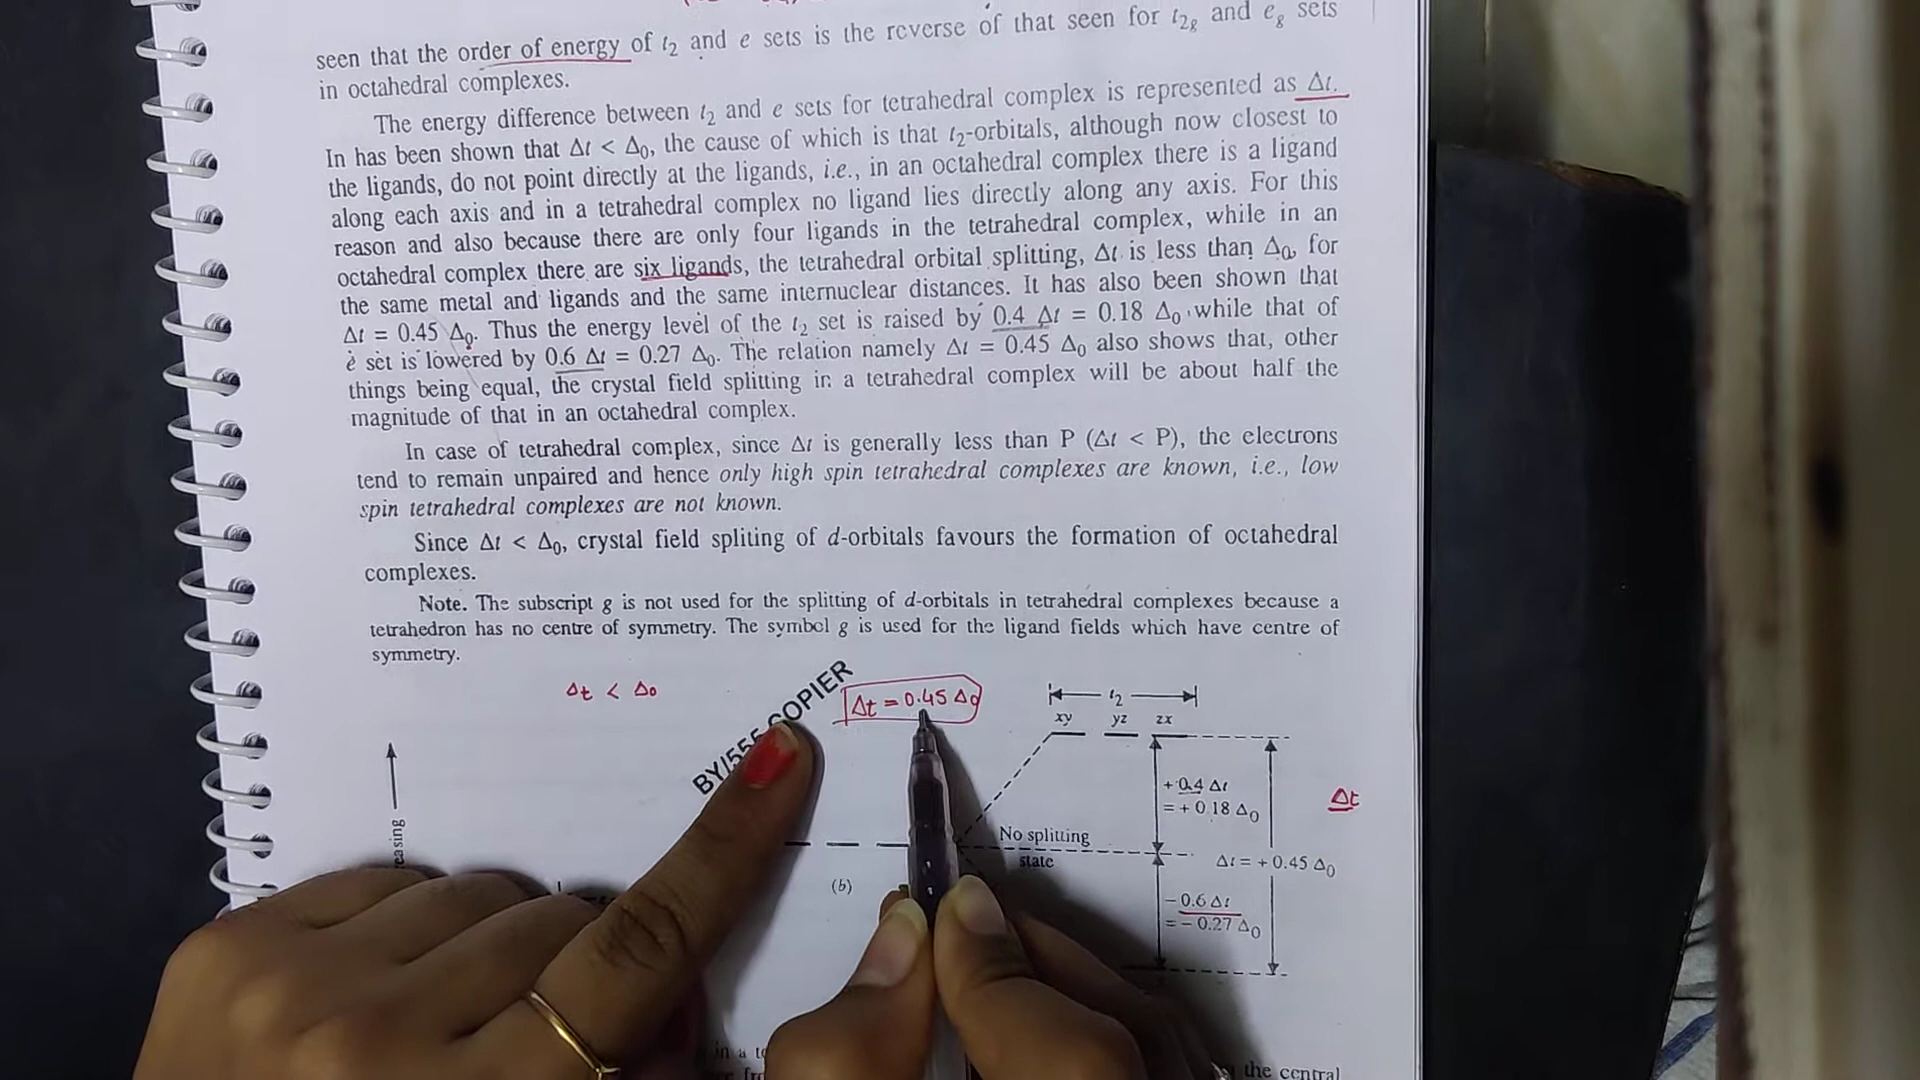 seen that the order of energy of t2 and e sets is the reverse of that seen for t2g and eg sets
in octahedral complexes.
The energy difference between t2 and e sets for tetrahedral complex is represented as Δt.
In has been shown that Δt < Δ0, the cause of which is that t2-orbitals, although now closest to
the ligands, do not point directly at the ligands, i.e., in an octahedral complex there is a ligand
along each axis and in a tetrahedral complex no ligand lies directly along any axis. For this
reason and also because there are only four ligands in the tetrahedral complex, while in an
octahedral complex there are six ligands, the tetrahedral orbital splitting, Δt is less than Δ0, for
the same metal and ligands and the same internuclear distances. It has also been shown that
Δt = 0.45 Δ0. Thus the energy level of the t2 set is raised by 0.4 Δt = 0.18 Δ0 while that of
e set is lowered by 0.6 Δt = 0.27 Δ0. The relation namely Δt = 0.45 Δ0 also shows that, other
things being equal, the crystal field splitting in a tetrahedral complex will be about half the
magnitude of that in an octahedral complex.
In case of tetrahedral complex, since Δt is generally less than P (Δt < P), the electrons
tend to remain unpaired and hence only high spin tetrahedral complexes are known, i.e., low
spin tetrahedral complexes are not known.
Since Δt < Δ0, crystal field spliting of d-orbitals favours the formation of octahedral
complexes.
Note. The subscript g is not used for the splitting of d-orbitals in tetrahedral complexes because a
tetrahedron has no centre of symmetry. The symbol g is used for the ligand fields which have centre of
symmetry.
Δt < Δo
BY/555 COPIER
Δt = 0.45 Δo
t2
xy yz zx
+ 0.4 Δt
= + 0.18 Δ0
Δt
No splitting
state
Δt = + 0.45 Δ0
(b)
– 0.6 Δt
= – 0.27 Δ0
in a
the central